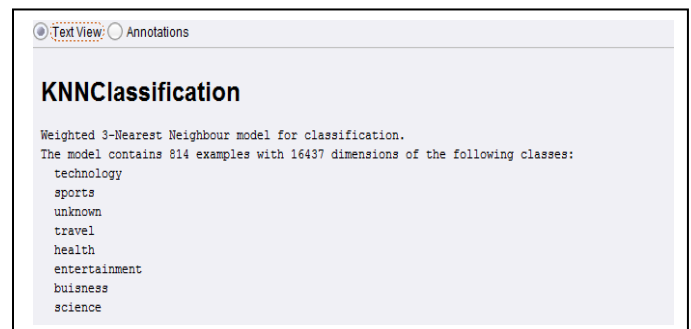 Text View Annotations
KNNClassification
Weighted 3-Nearest Neighbour model for classification.
The model contains 814 examples with 16437 dimensions of the following classes:
technology
sports
unknown
travel
health
entertainment
buisness
science